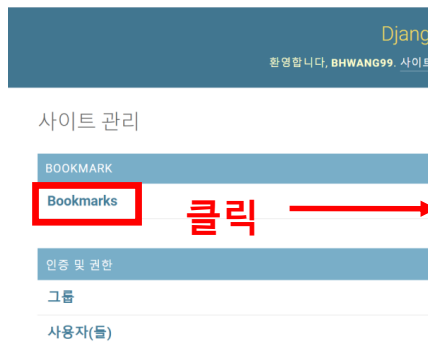 Djang
환영합니다, BHWANG99. 사이트
사이트 관리
BOOKMARK
Bookmarks
클릭
인증 및 권한
그룹
사용자(들)